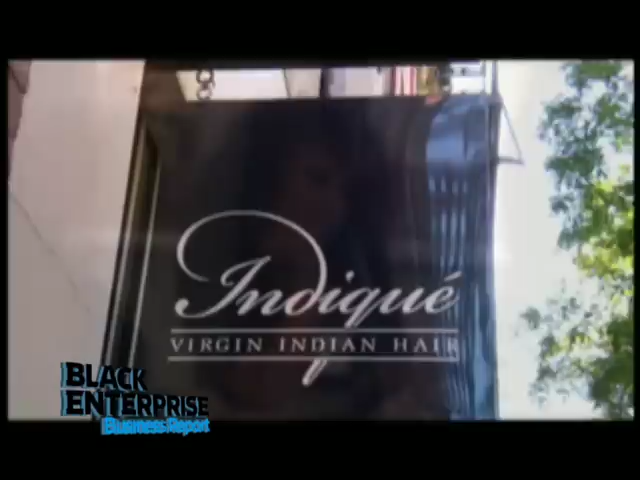 Indiqué
VIRGIN INDIAN HAIR
BLACK
ENTERPRISE
Business Report